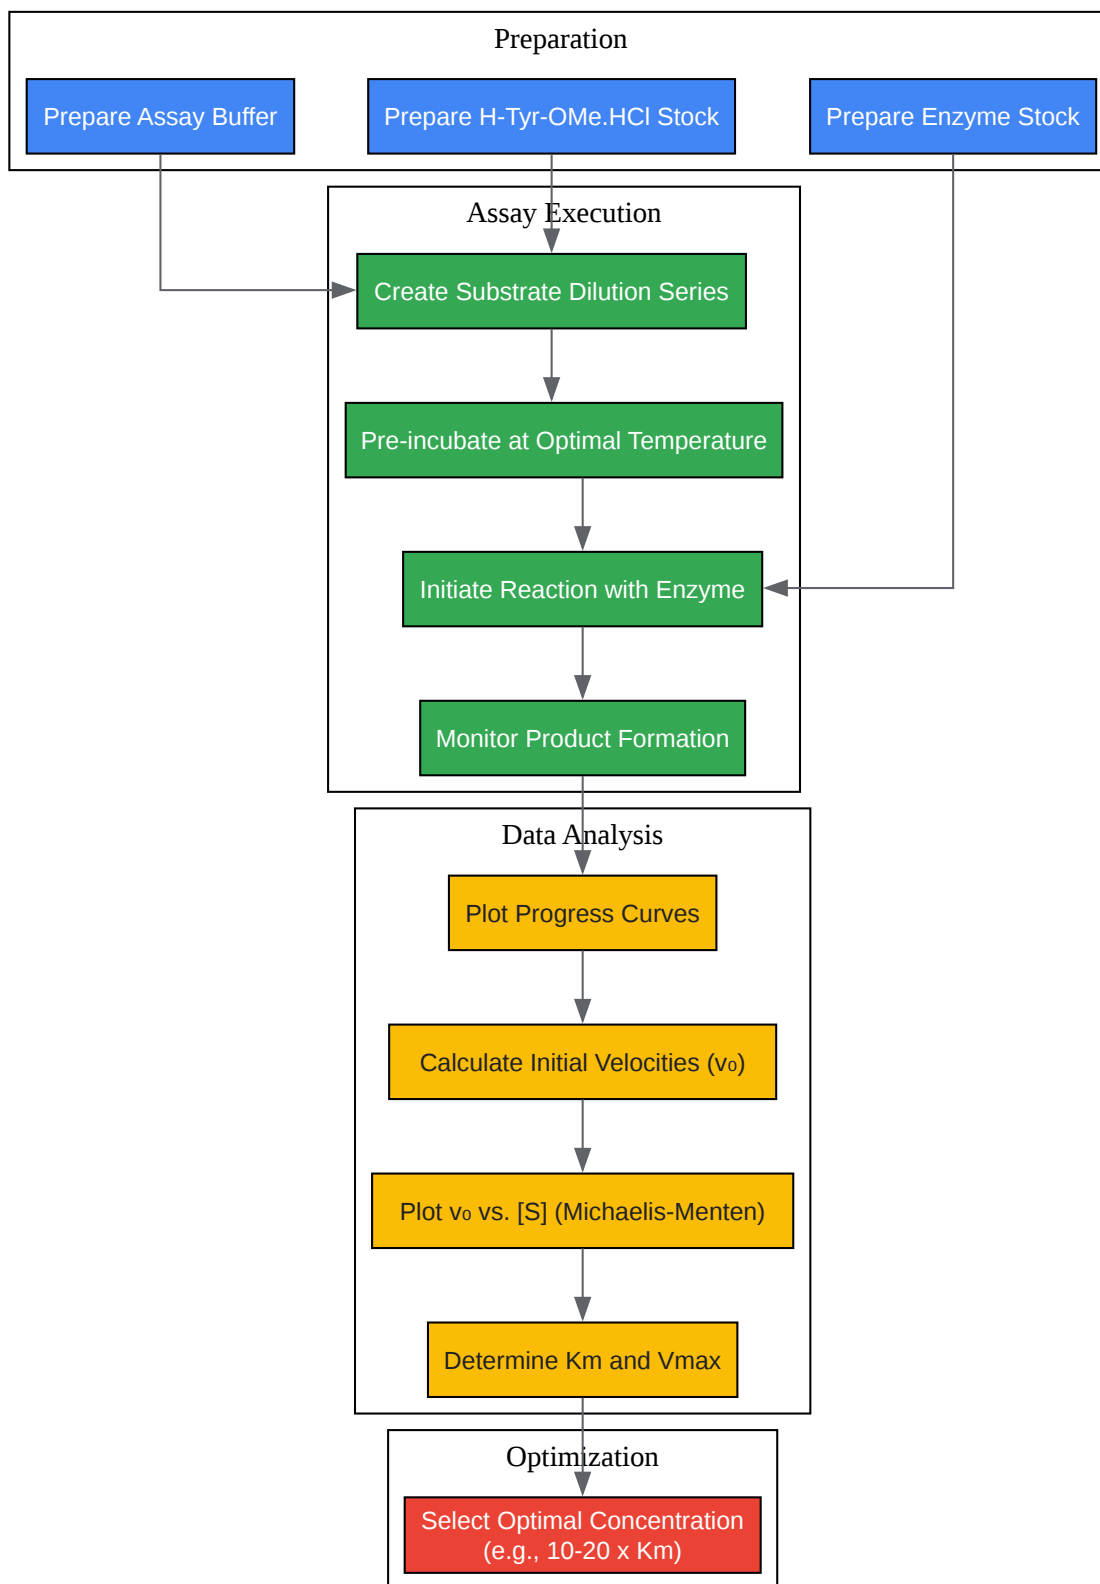 Preparation
Prepare Assay Buffer
Prepare H-Tyr-OMe.HCl Stock
Prepare Enzyme Stock
Assay Execution
Create Substrate Dilution Series
Pre-incubate at Optimal Temperature
Initiate Reaction with Enzyme
Monitor Product Formation
Data Analysis
Plot Progress Curves
Calculate Initial Velocities (v₀)
Plot v₀ vs. [S] (Michaelis-Menten)
Determine Km and Vmax
Optimization
Select Optimal Concentration
(e.g., 10-20 x Km)